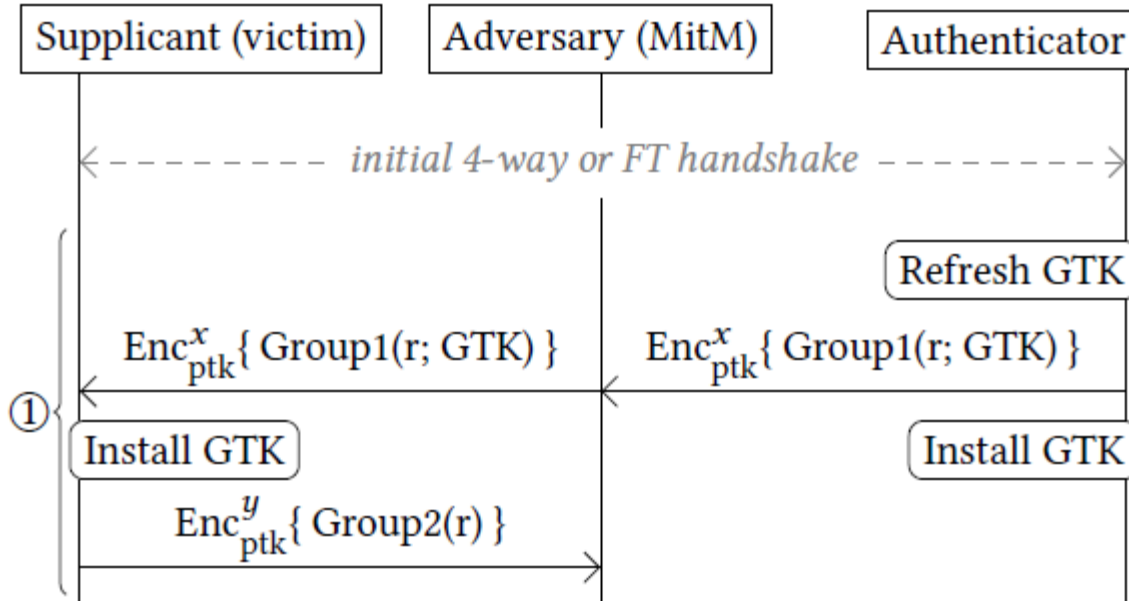 Supplicant (victim)
Adversary (MitM)
Authenticator
initial 4-way or FT handshake
Refresh GTK
Enc^x_ptk{ Group1(r; GTK) }
Enc^x_ptk{ Group1(r; GTK) }
①
Install GTK
Install GTK
Enc^y_ptk{ Group2(r) }